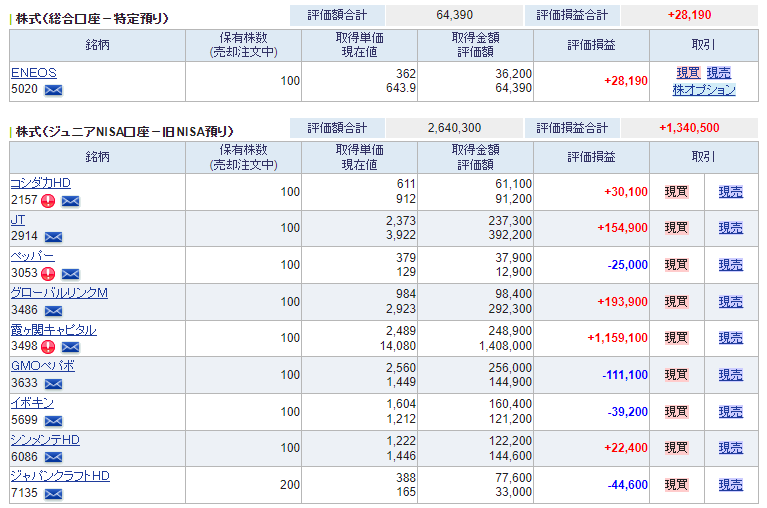 株式(総合口座－特定預り) 評価額合計 64,390 評価損益合計 +28,190
銘柄 保有株数 取得単価 取得金額 評価損益 取引
(売却注文中) 現在値 評価額
ENEOS 100 362 36,200 +28,190 現買 現売
5020 643.9 64,390 株オプション
株式(ジュニアNISA口座－旧NISA預り) 評価額合計 2,640,300 評価損益合計 +1,340,500
銘柄 保有株数 取得単価 取得金額 評価損益 取引
(売却注文中) 現在値 評価額
コシダカHD 100 611 61,100 +30,100 現買 現売
2157 912 91,200
JT 100 2,373 237,300 +154,900 現買 現売
2914 3,922 392,200
ペッパー 100 379 37,900 -25,000 現買 現売
3053 129 12,900
グローバルリンクM 100 984 98,400 +193,900 現買 現売
3486 2,923 292,300
霞ヶ関キャピタル 100 2,489 248,900 +1,159,100 現買 現売
3498 14,080 1,408,000
GMOペパボ 100 2,560 256,000 -111,100 現買 現売
3633 1,449 144,900
イボキン 100 1,604 160,400 -39,200 現買 現売
5699 1,212 121,200
シンメンテHD 100 1,222 122,200 +22,400 現買 現売
6086 1,446 144,600
ジャパンクラフトHD 200 388 77,600 -44,600 現買 現売
7135 165 33,000